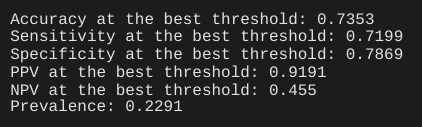 Accuracy at the best threshold: 0.7353
Sensitivity at the best threshold: 0.7199
Specificity at the best threshold: 0.7869
PPV at the best threshold: 0.9191
NPV at the best threshold: 0.455
Prevalence: 0.2291